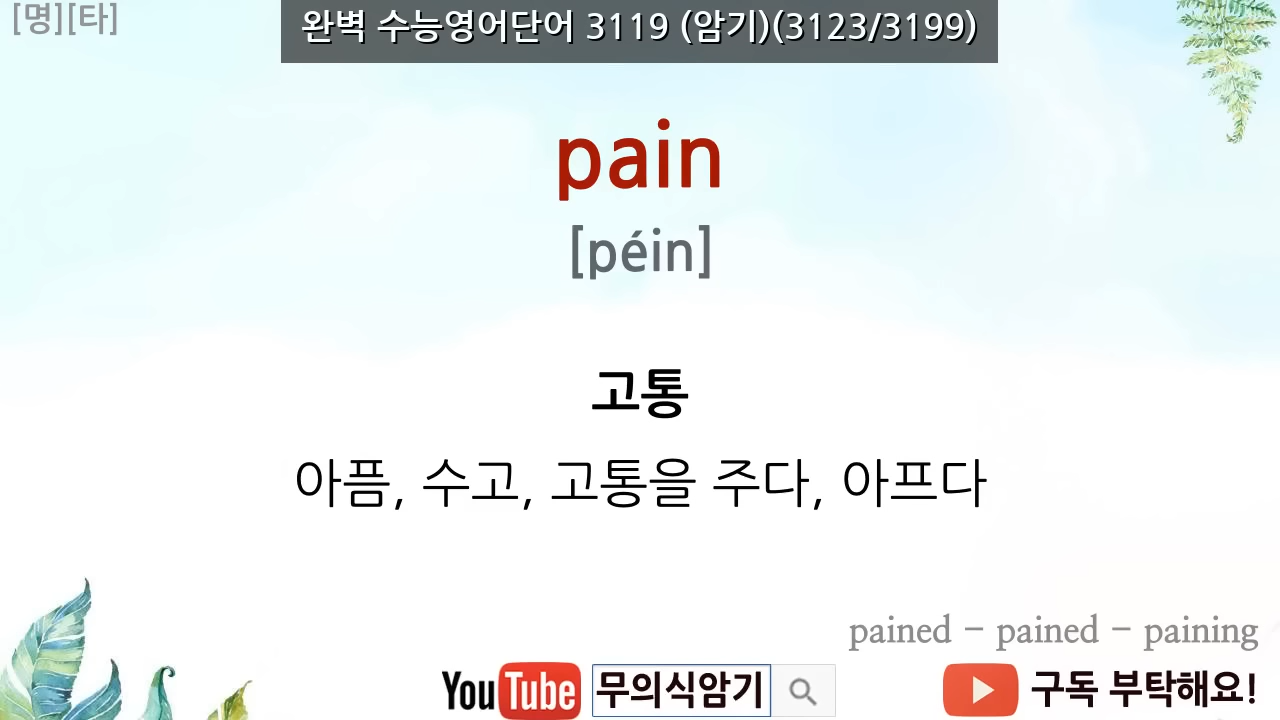 [명][타]
완벽 수능영어단어 3119 (암기)(3123/3199)
pain
[péin]
고통
아픔, 수고, 고통을 주다, 아프다
pained - pained - paining
YouTube 무의식암기 구독 부탁해요!